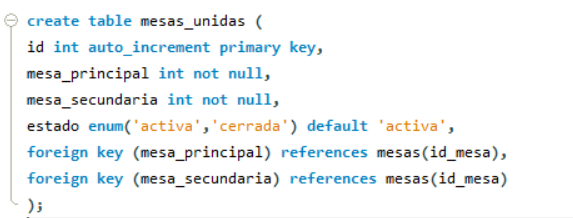 create table mesas_unidas (
id int auto_increment primary key,
mesa_principal int not null,
mesa_secundaria int not null,
estado enum('activa','cerrada') default 'activa',
foreign key (mesa_principal) references mesas(id_mesa),
foreign key (mesa_secundaria) references mesas(id_mesa)
);